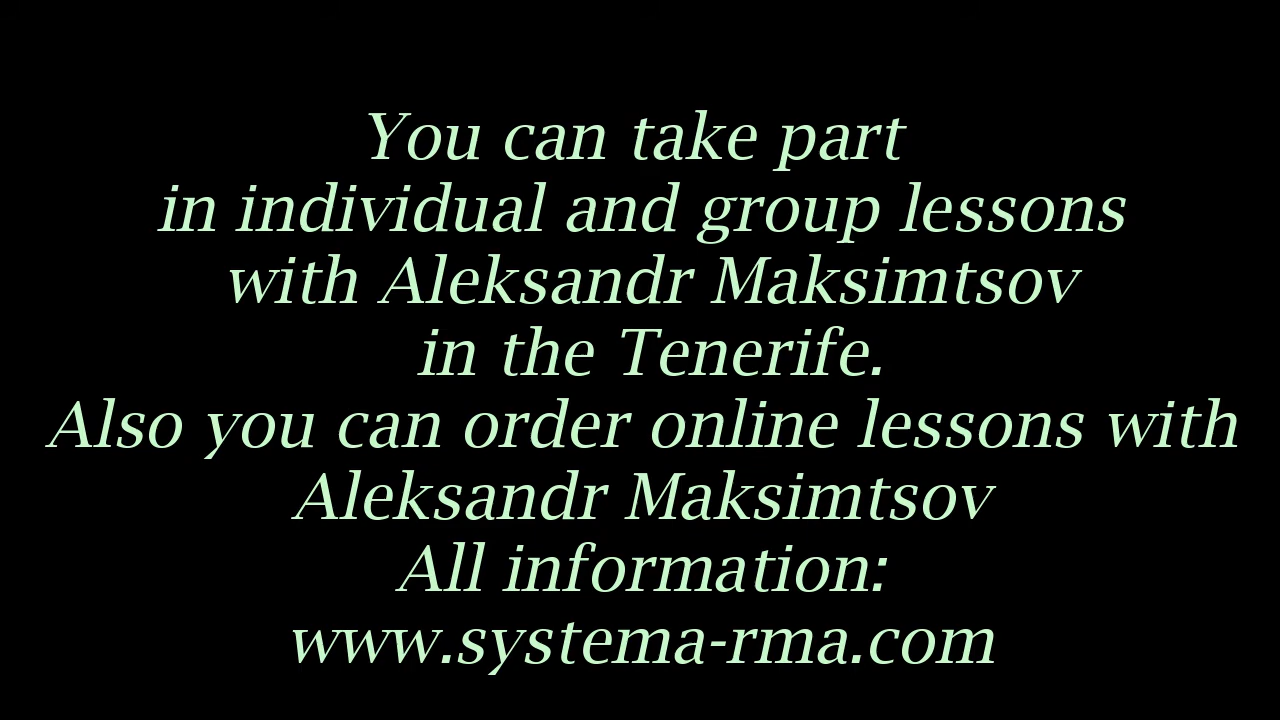 You can take part
in individual and group lessons
with Aleksandr Maksimtsov
in the Tenerife.
Also you can order online lessons with
Aleksandr Maksimtsov
All information:
www.systema-rma.com